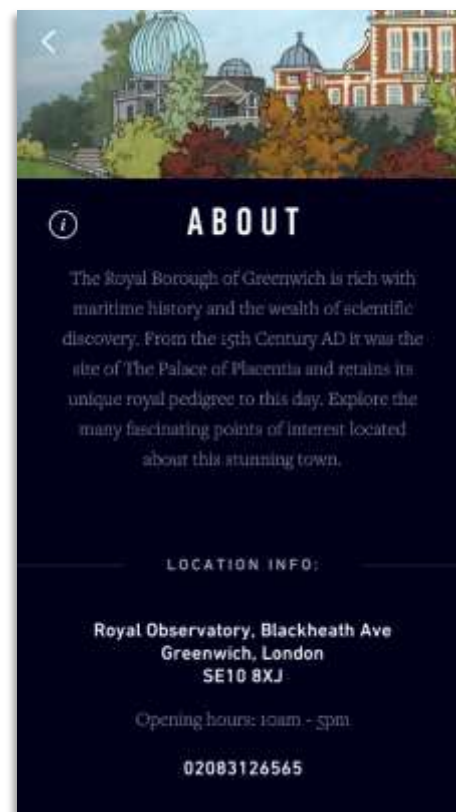 ABOUT
The Royal Borough of Greenwich is rich with
maritime history and the wealth of scientific
discovery. From the 15th Century AD it was the
site of The Palace of Placentia and retains its
unique royal pedigree to this day. Explore the
many fascinating points of interest located
about this stunning town.
LOCATION INFO:
Royal Observatory, Blackheath Ave
Greenwich, London
SE10 8XJ
Opening hours: 10am - 5pm
02083126565